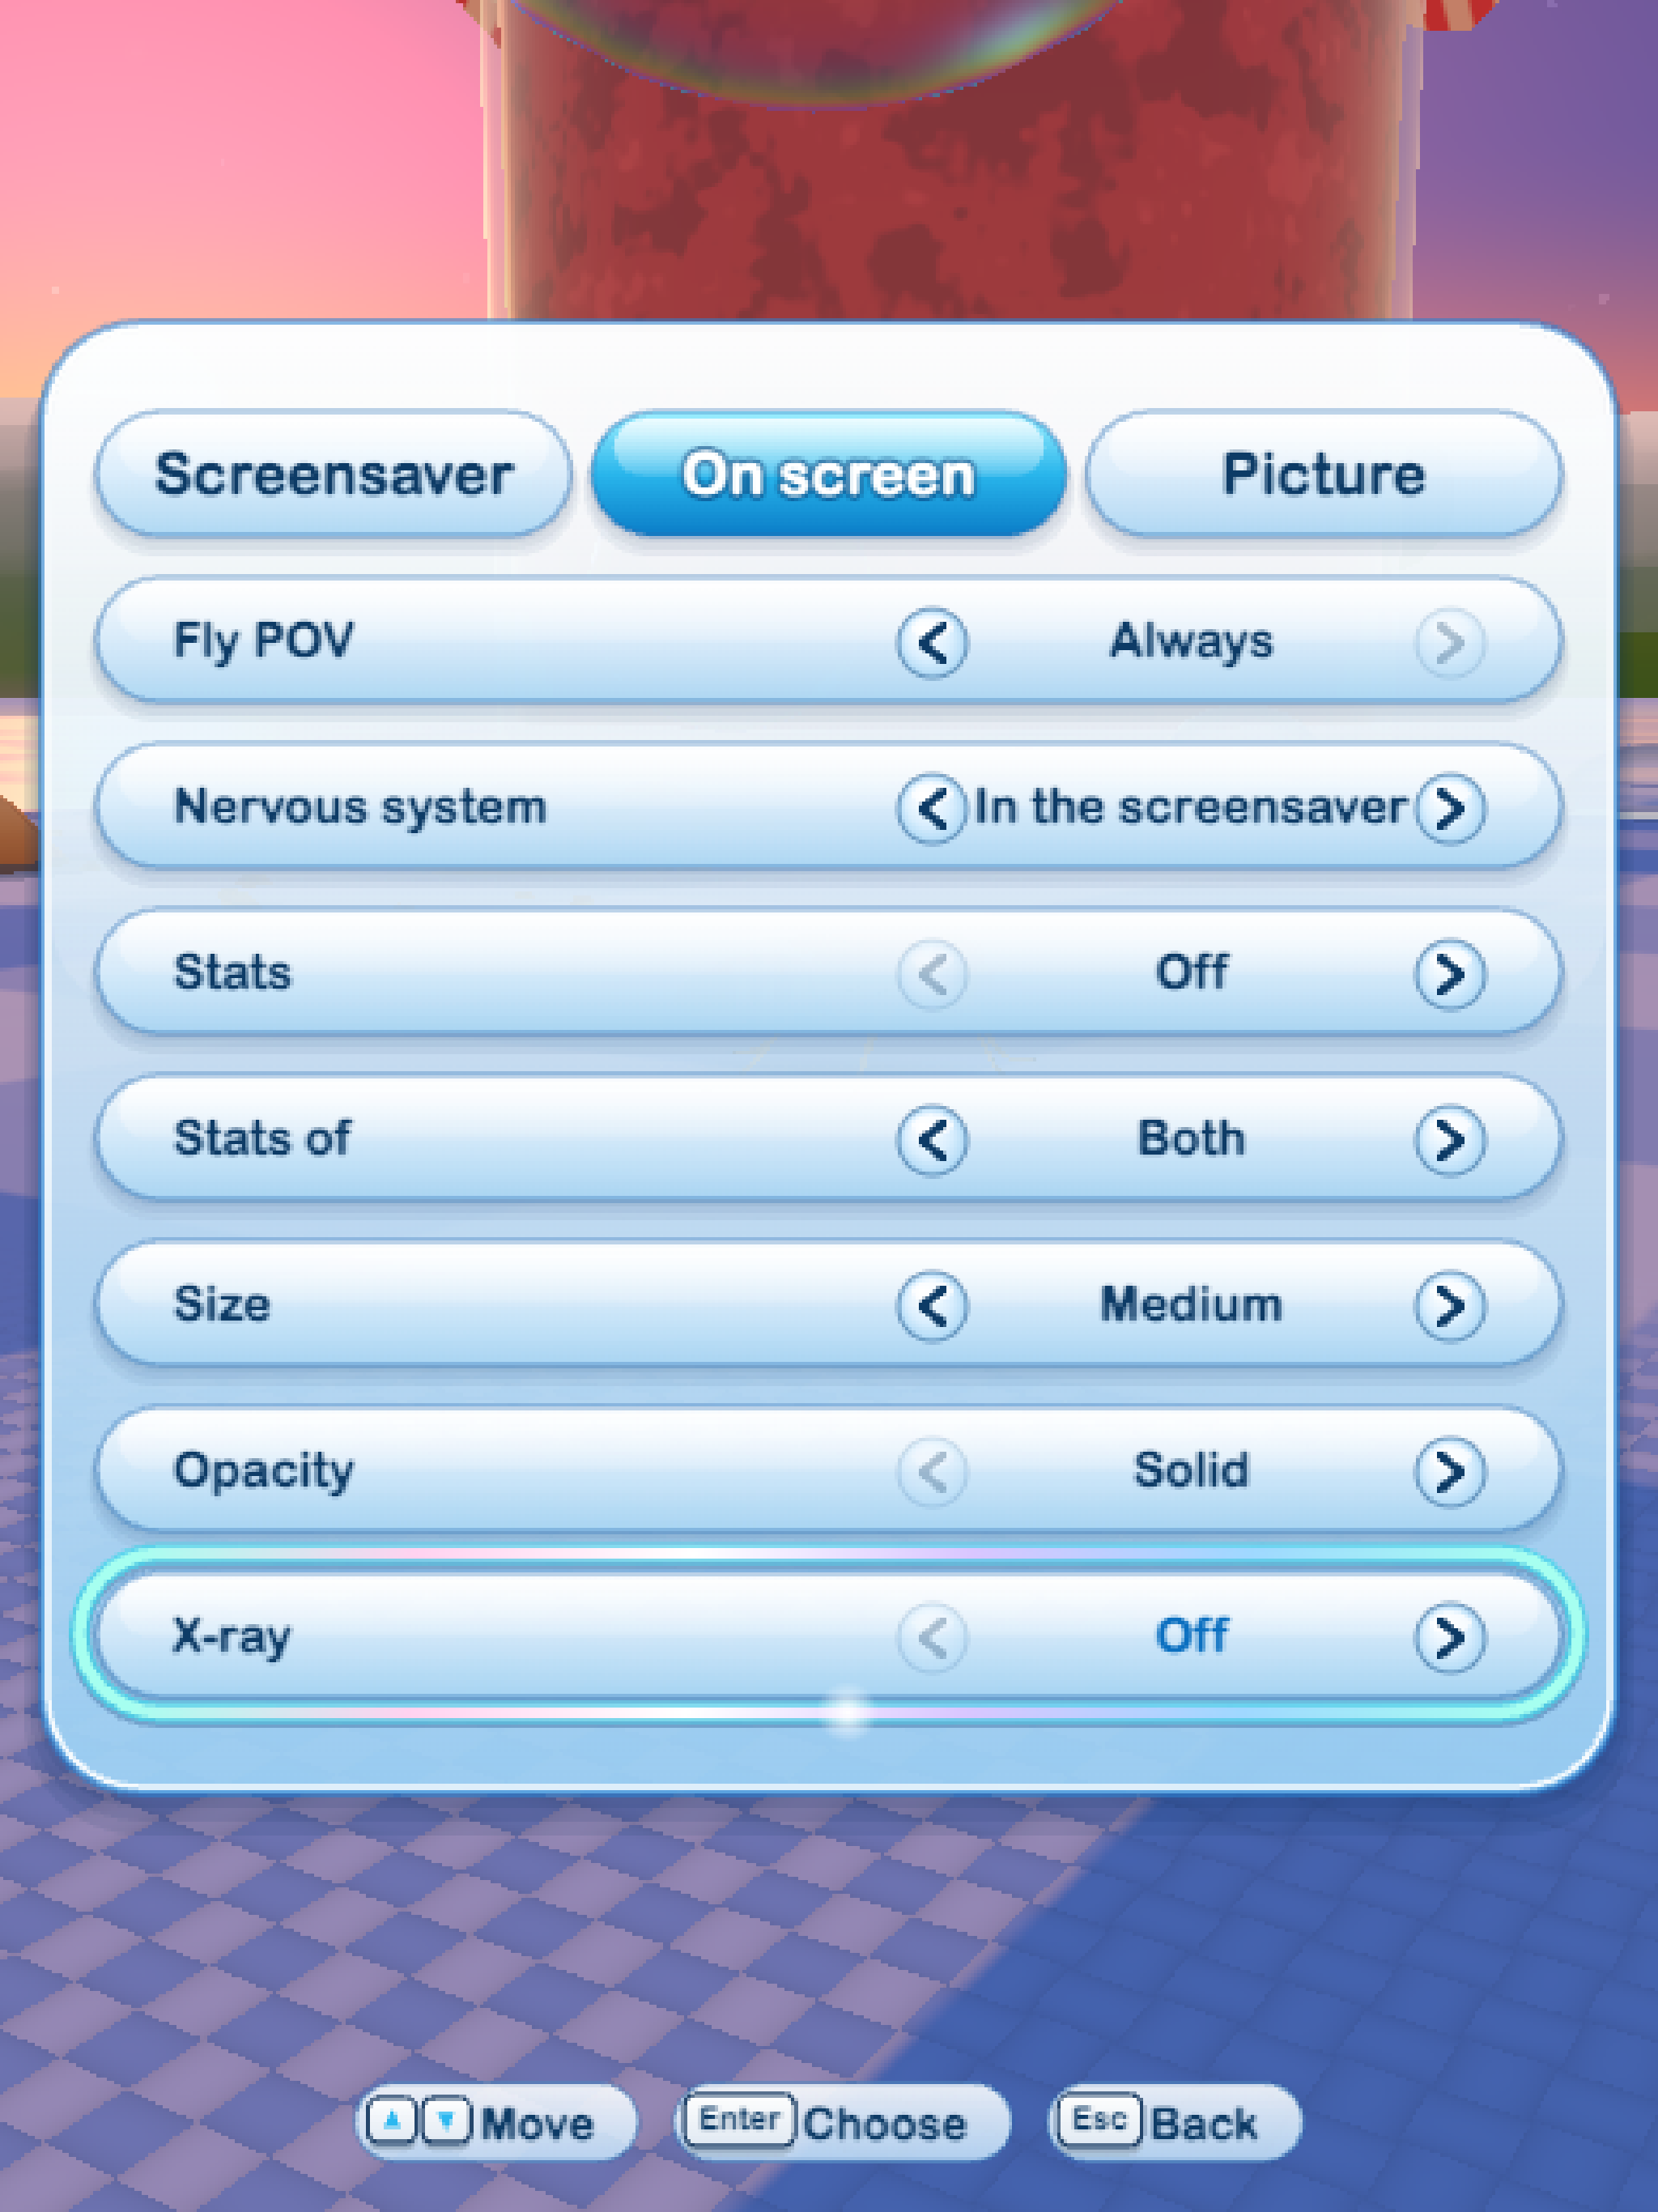 Screensaver On screen Picture
Fly POV < Always >
Nervous system < In the screensaver >
Stats < Off >
Stats of < Both >
Size < Medium >
Opacity < Solid >
X-ray < Off >
▲ ▼ Move Enter Choose Esc Back